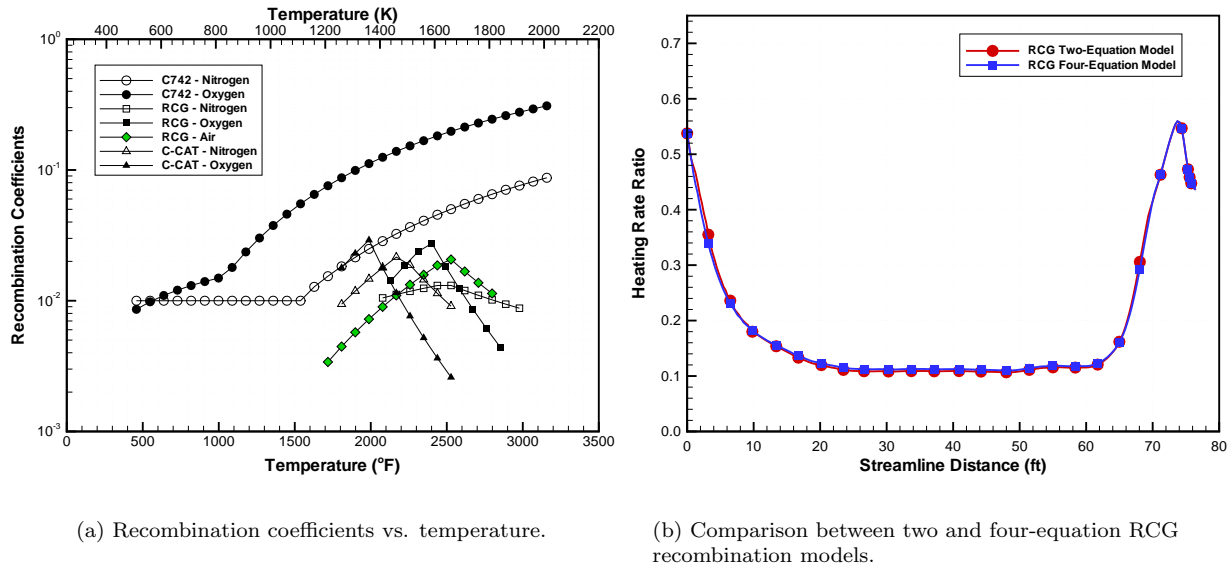 Temperature (K)
400 600 800 1000 1200 1400 1600 1800 2000 2200
10^0
10^-1
10^-2
10^-3
Recombination Coefficients
C742 - Nitrogen
C742 - Oxygen
RCG - Nitrogen
RCG - Oxygen
RCG - Air
C-CAT - Nitrogen
C-CAT - Oxygen
0 500 1000 1500 2000 2500 3000 3500
Temperature (°F)
(a) Recombination coefficients vs. temperature.
0.7
0.6
0.5
0.4
0.3
0.2
0.1
0.0
Heating Rate Ratio
RCG Two-Equation Model
RCG Four-Equation Model
0 10 20 30 40 50 60 70 80
Streamline Distance (ft)
(b) Comparison between two and four-equation RCG
recombination models.